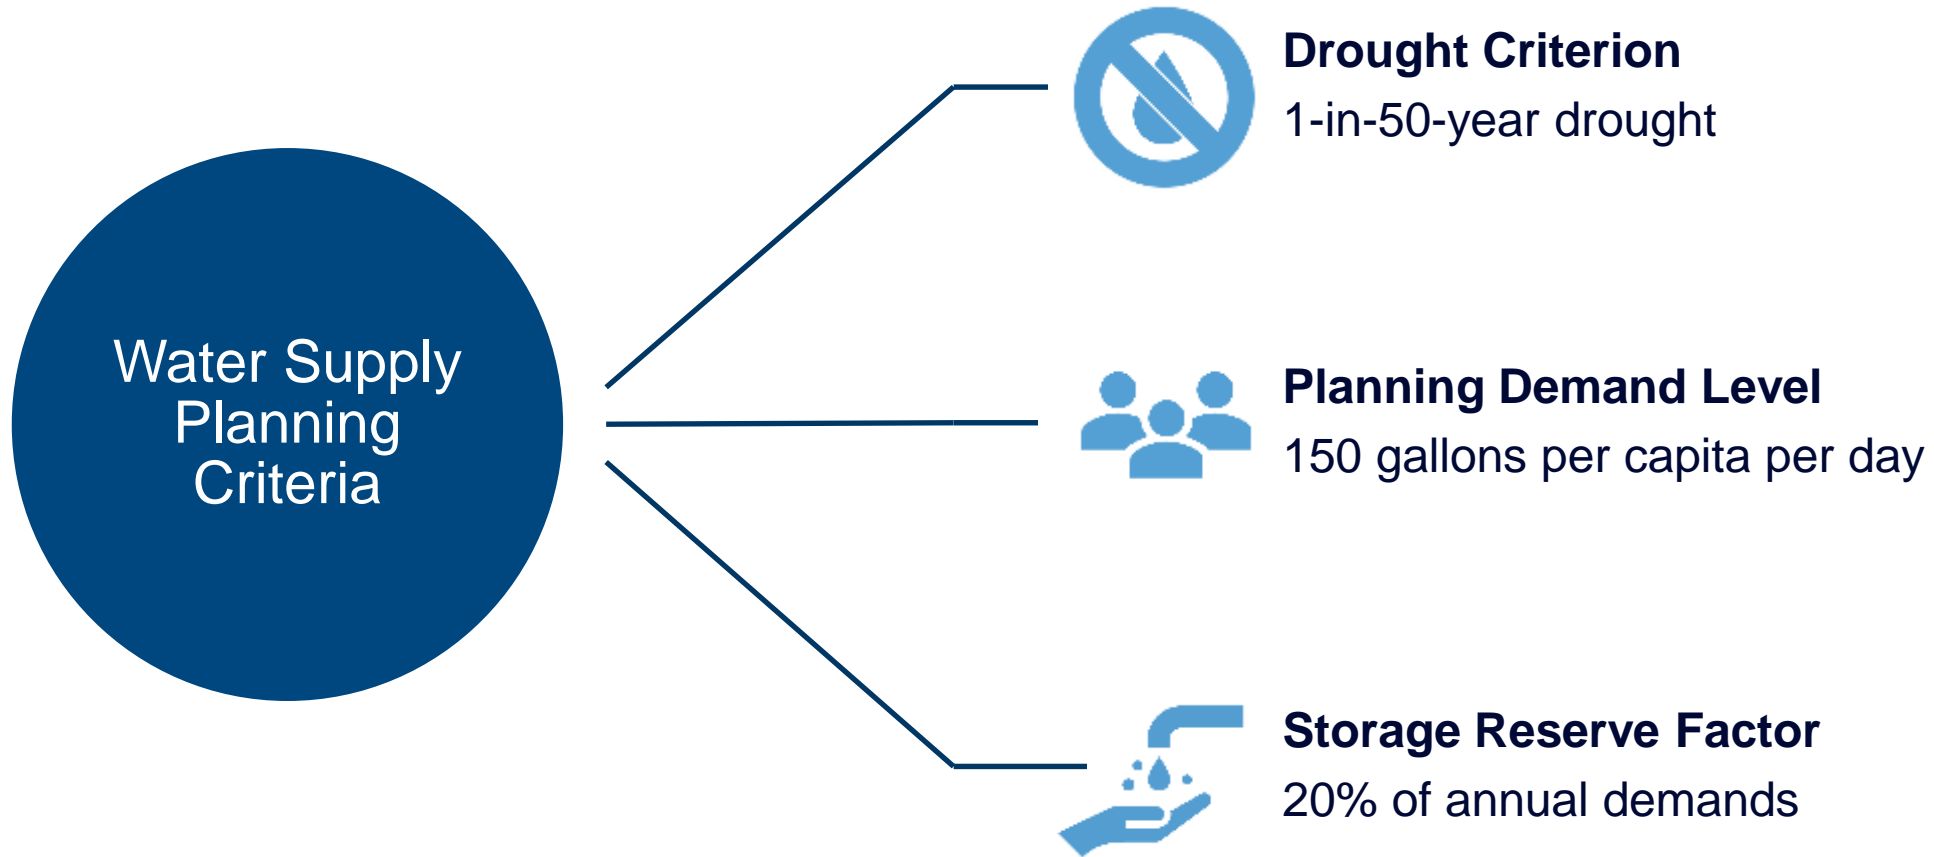 Water Supply
Planning
Criteria
Drought Criterion
1-in-50-year drought
Planning Demand Level
150 gallons per capita per day
Storage Reserve Factor
20% of annual demands